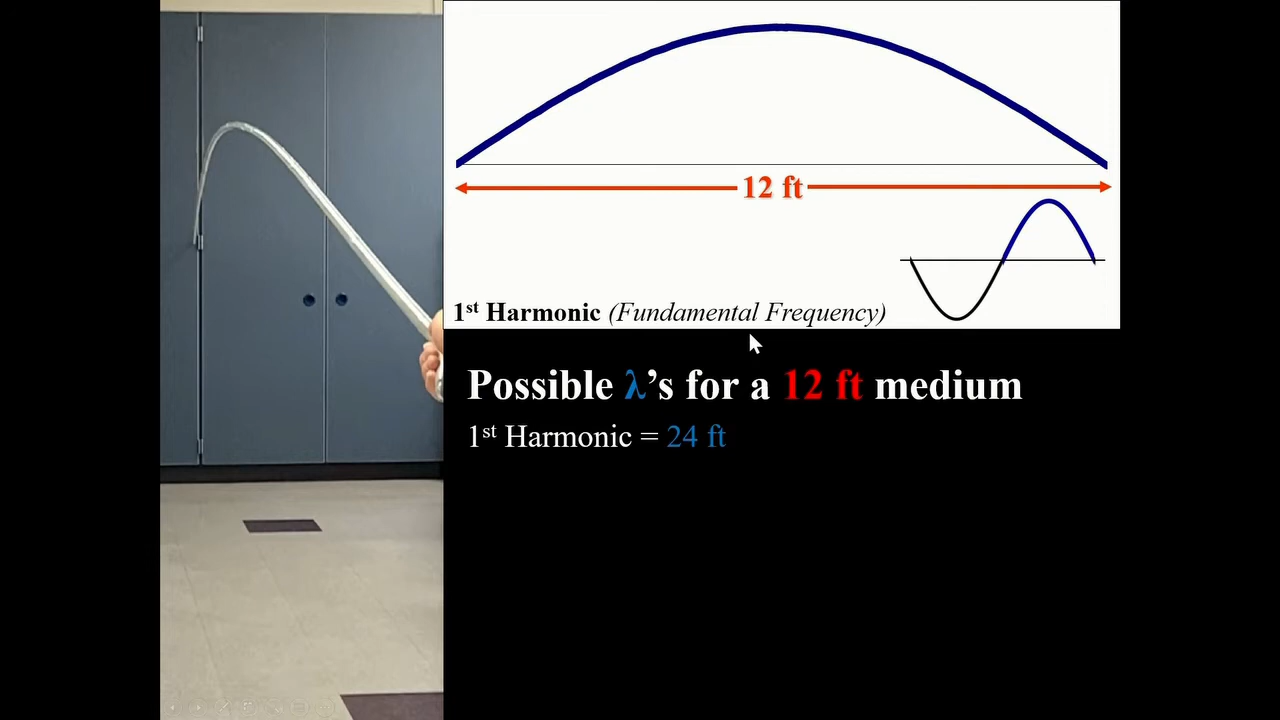 12 ft
1st Harmonic (Fundamental Frequency)
Possible λ’s for a 12 ft medium
1st Harmonic = 24 ft